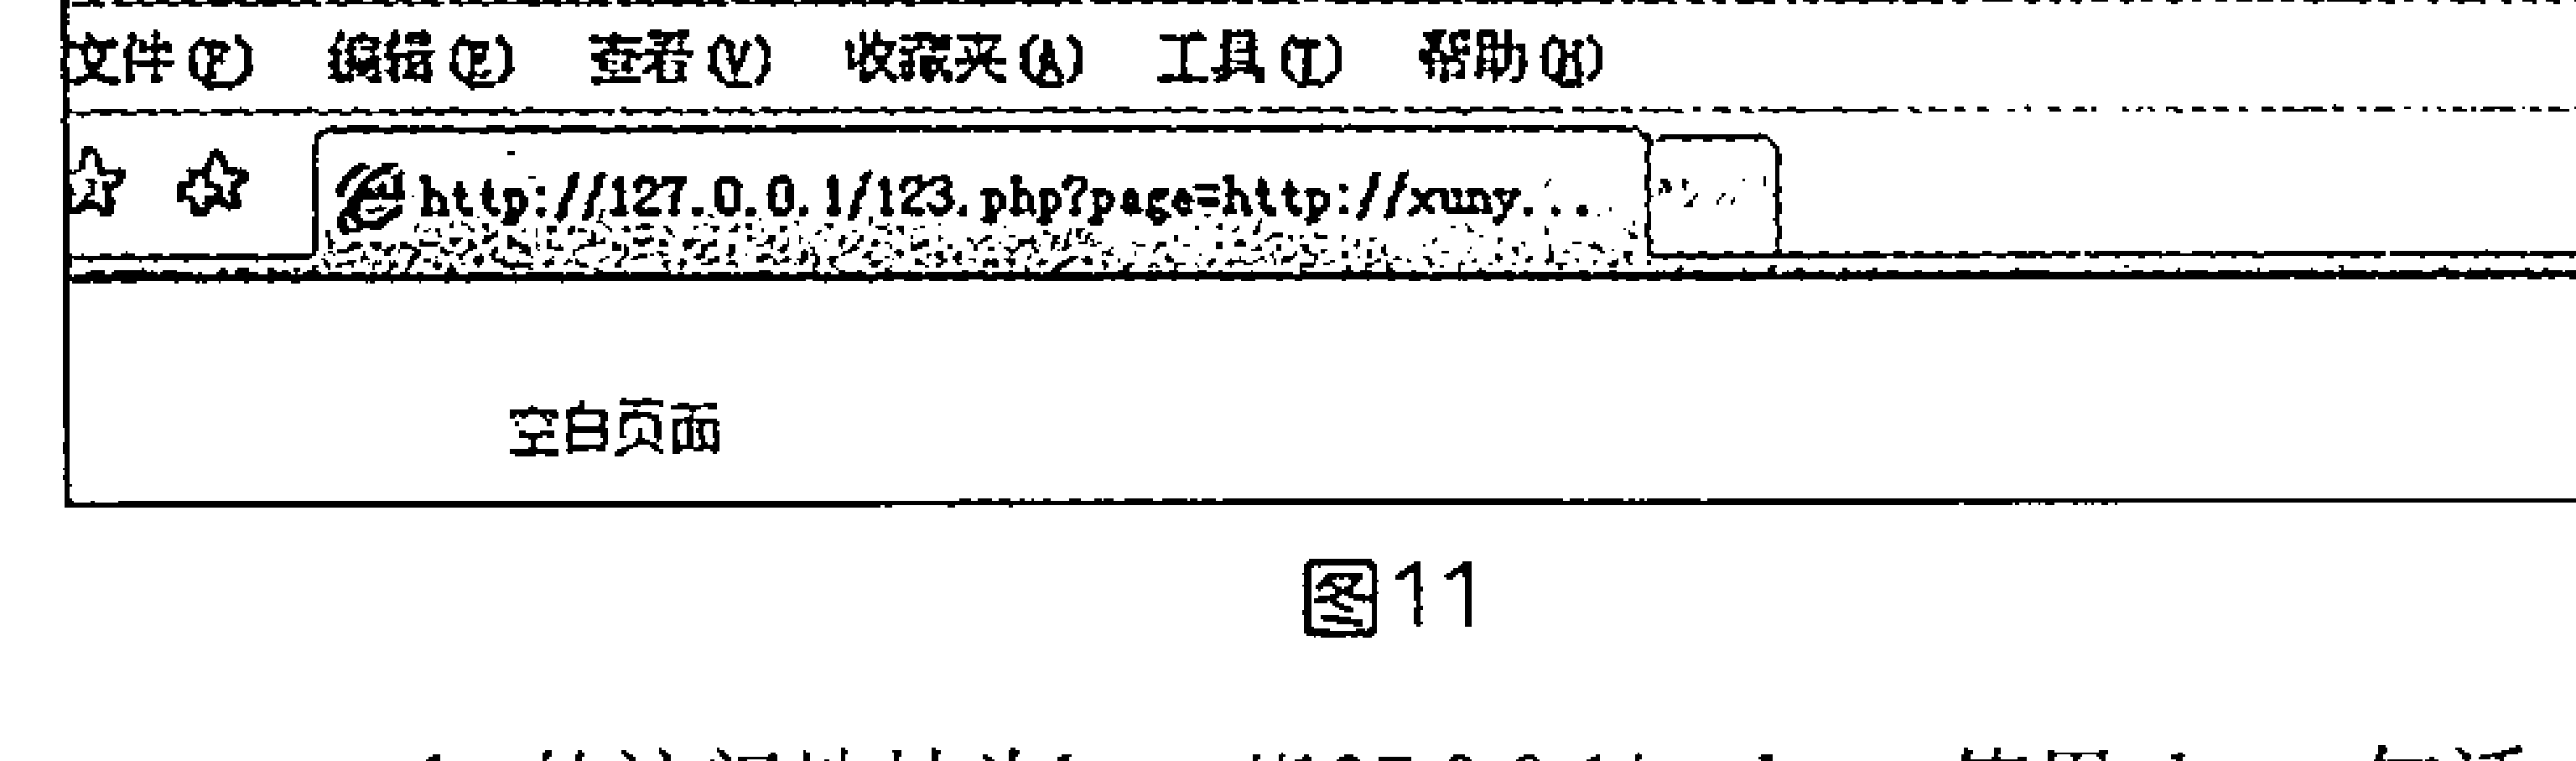 文件(F) 编辑(E) 查看(V) 收藏夹(A) 工具(T) 帮助(H)
http://127.0.0.1/123.php?page=http://xuny...
空白页面
图11